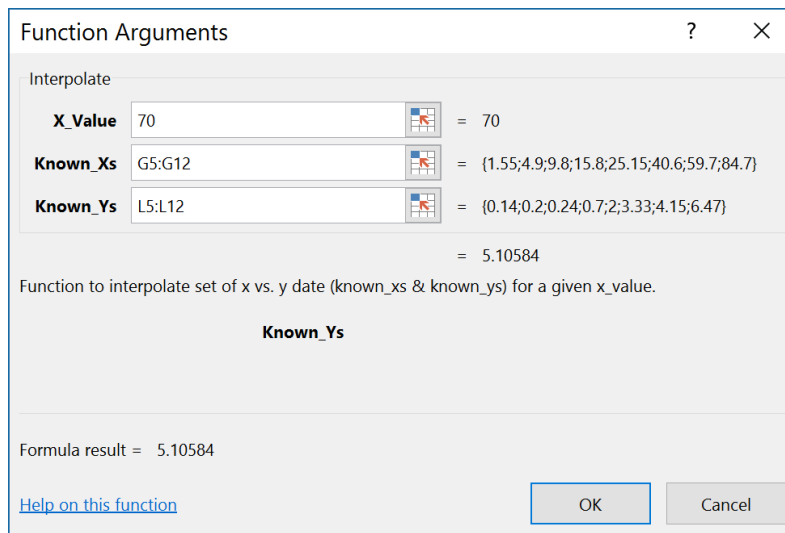 Function Arguments ? ×
Interpolate
X_Value 70 = 70
Known_Xs G5:G12 = {1.55;4.9;9.8;15.8;25.15;40.6;59.7;84.7}
Known_Ys L5:L12 = {0.14;0.2;0.24;0.7;2;3.33;4.15;6.47}
= 5.10584
Function to interpolate set of x vs. y date (known_xs & known_ys) for a given x_value.
Known_Ys
Formula result = 5.10584
Help on this function OK Cancel